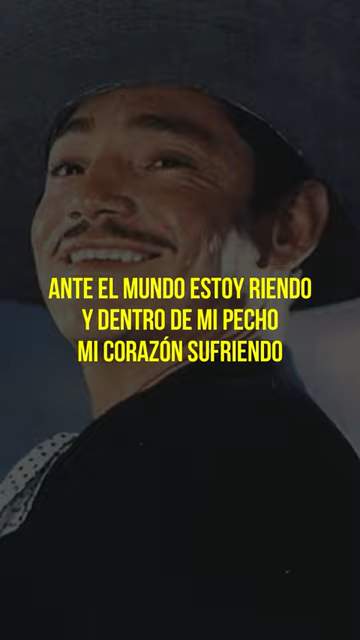 ANTE EL MUNDO ESTOY RIENDO
Y DENTRO DE MI PECHO
MI CORAZÓN SUFRIENDO